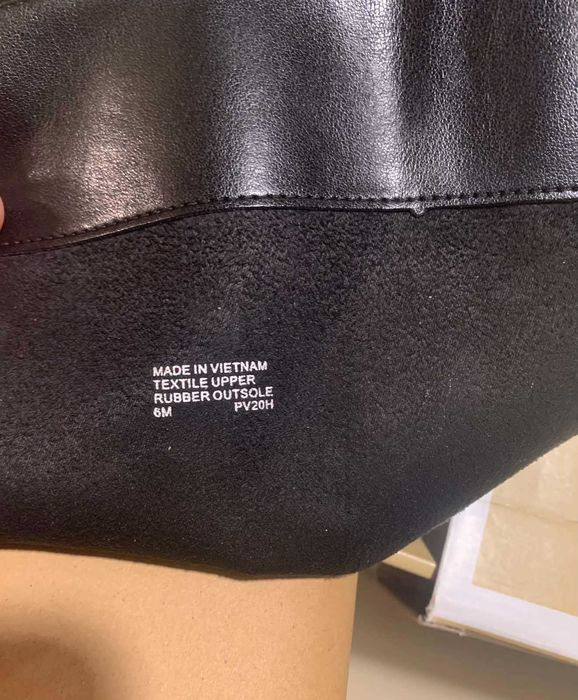 MADE IN VIETNAM
TEXTILE UPPER
RUBBER OUTSOLE
6M PV20H